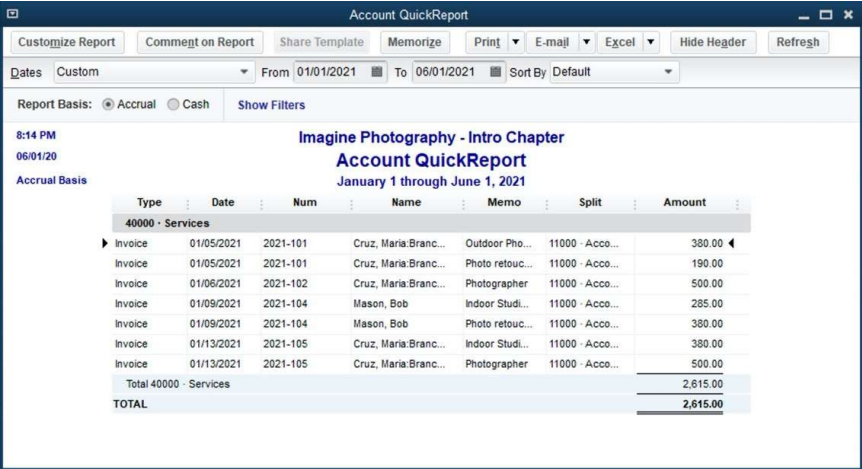 Account QuickReport
Customize Report Comment on Report Share Template Memorize Print E-mail Excel Hide Header Refresh
Dates Custom From 01/01/2021 To 06/01/2021 Sort By Default
Report Basis: Accrual Cash Show Filters
8:14 PM Imagine Photography - Intro Chapter
06/01/20 Account QuickReport
Accrual Basis January 1 through June 1, 2021
Type Date Num Name Memo Split Amount
40000 · Services
Invoice 01/05/2021 2021-101 Cruz, Maria:Branc... Outdoor Pho... 11000 · Acco... 380.00
Invoice 01/05/2021 2021-101 Cruz, Maria:Branc... Photo retouc... 11000 · Acco... 190.00
Invoice 01/06/2021 2021-102 Cruz, Maria:Branc... Photographer 11000 · Acco... 500.00
Invoice 01/09/2021 2021-104 Mason, Bob Indoor Studi... 11000 · Acco... 285.00
Invoice 01/09/2021 2021-104 Mason, Bob Photo retouc... 11000 · Acco... 380.00
Invoice 01/13/2021 2021-105 Cruz, Maria:Branc... Indoor Studi... 11000 · Acco... 380.00
Invoice 01/13/2021 2021-105 Cruz, Maria:Branc... Photographer 11000 · Acco... 500.00
Total 40000 · Services 2,615.00
TOTAL 2,615.00